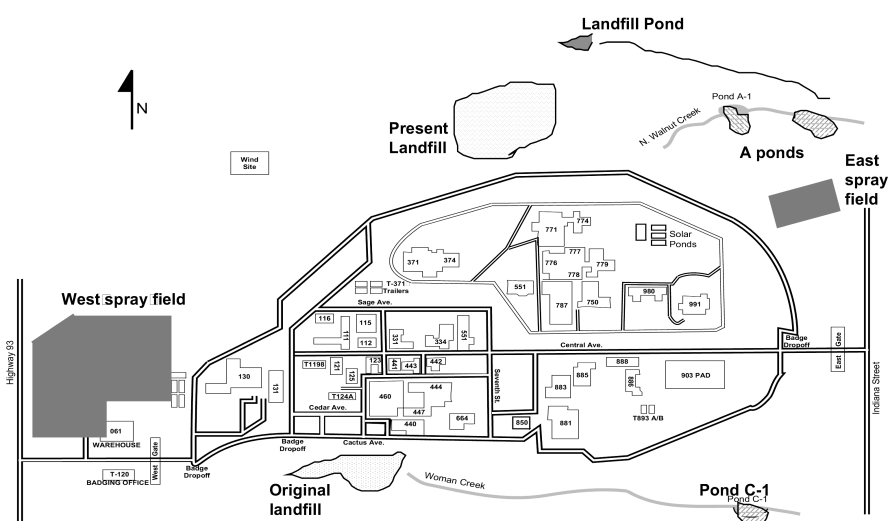 Landfill Pond
Pond A-1
N. Walnut Creek
A ponds
N
Present
Landfill
Wind
Site
East
spray
field
771
774
Solar
Ponds
371
374
777
776
779
778
551
787
750
980
991
T-371
Trailers
Sage Ave.
West spray field
Highway 93
116
115
111
112
331
334
551
Central Ave.
Badge
Dropoff
East Gate
Indiana Street
T119B
121
125
123
441
443
442
Seventh St.
888
885
883
886
903 PAD
130
131
T124A
460
444
447
440
664
850
881
T893 A/B
Cedar Ave.
Cactus Ave.
061
WAREHOUSE
West Gate
T-120
BADGING OFFICE
Badge
Dropoff
Badge
Dropoff
Original
landfill
Woman Creek
Pond C-1
Pond C-1